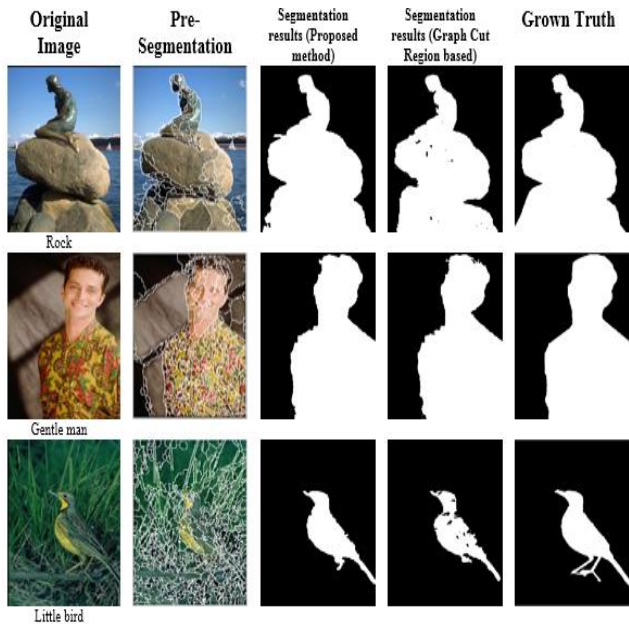 Original
Image
Pre-
Segmentation
Segmentation
results (Proposed
method)
Segmentation
results (Graph Cut
Region based)
Grown Truth
Rock
Gentle man
Little bird